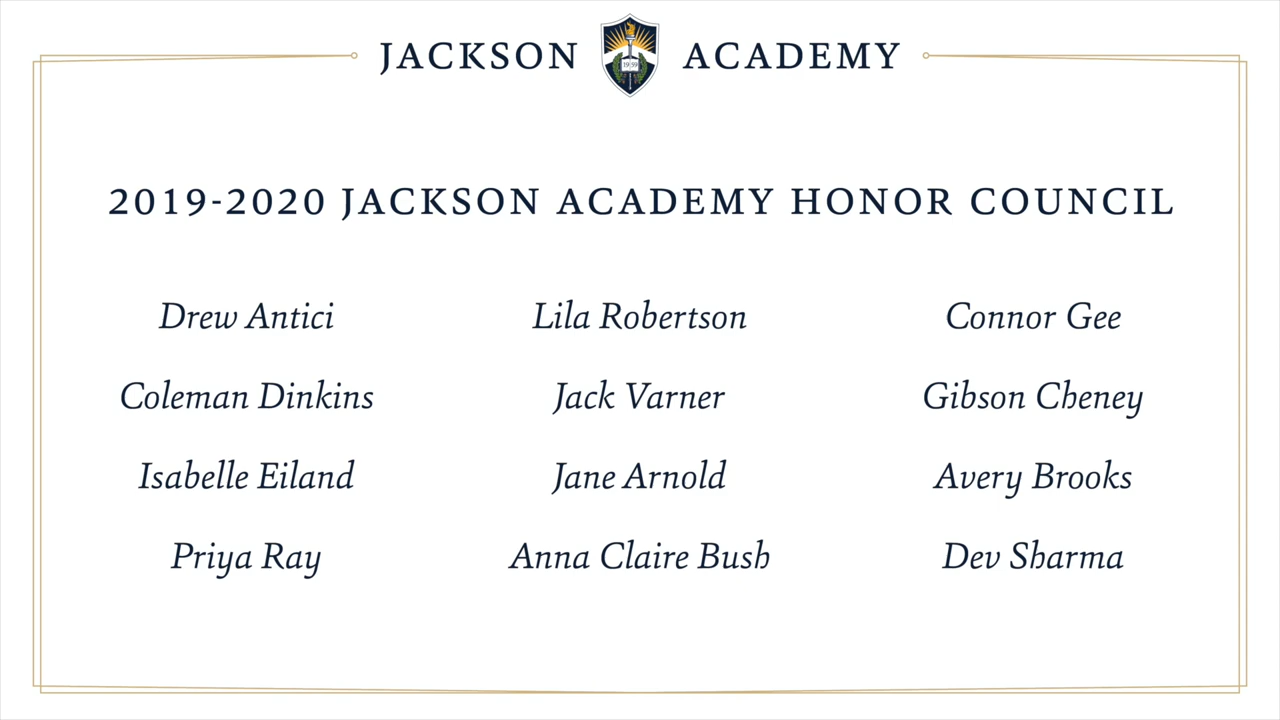 JACKSON ACADEMY
1959
2019-2020 JACKSON ACADEMY HONOR COUNCIL
Drew Antici Lila Robertson Connor Gee
Coleman Dinkins Jack Varner Gibson Cheney
Isabelle Eiland Jane Arnold Avery Brooks
Priya Ray Anna Claire Bush Dev Sharma